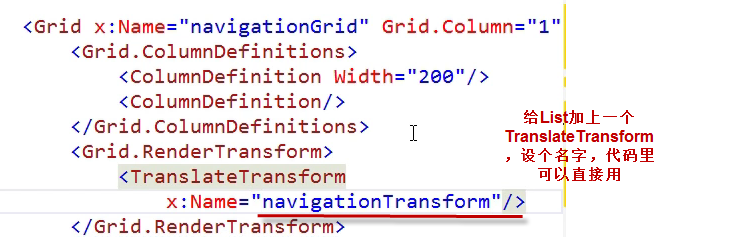 <Grid x:Name="navigationGrid" Grid.Column="1"
<Grid.ColumnDefinitions>
<ColumnDefinition Width="200"/>
<ColumnDefinition/>
</Grid.ColumnDefinitions>
<Grid.RenderTransform>
<TranslateTransform
x:Name="navigationTransform"/>
</Grid.RenderTransform>
给List加上一个
TranslateTransform
，设个名字，代码里
可以直接用